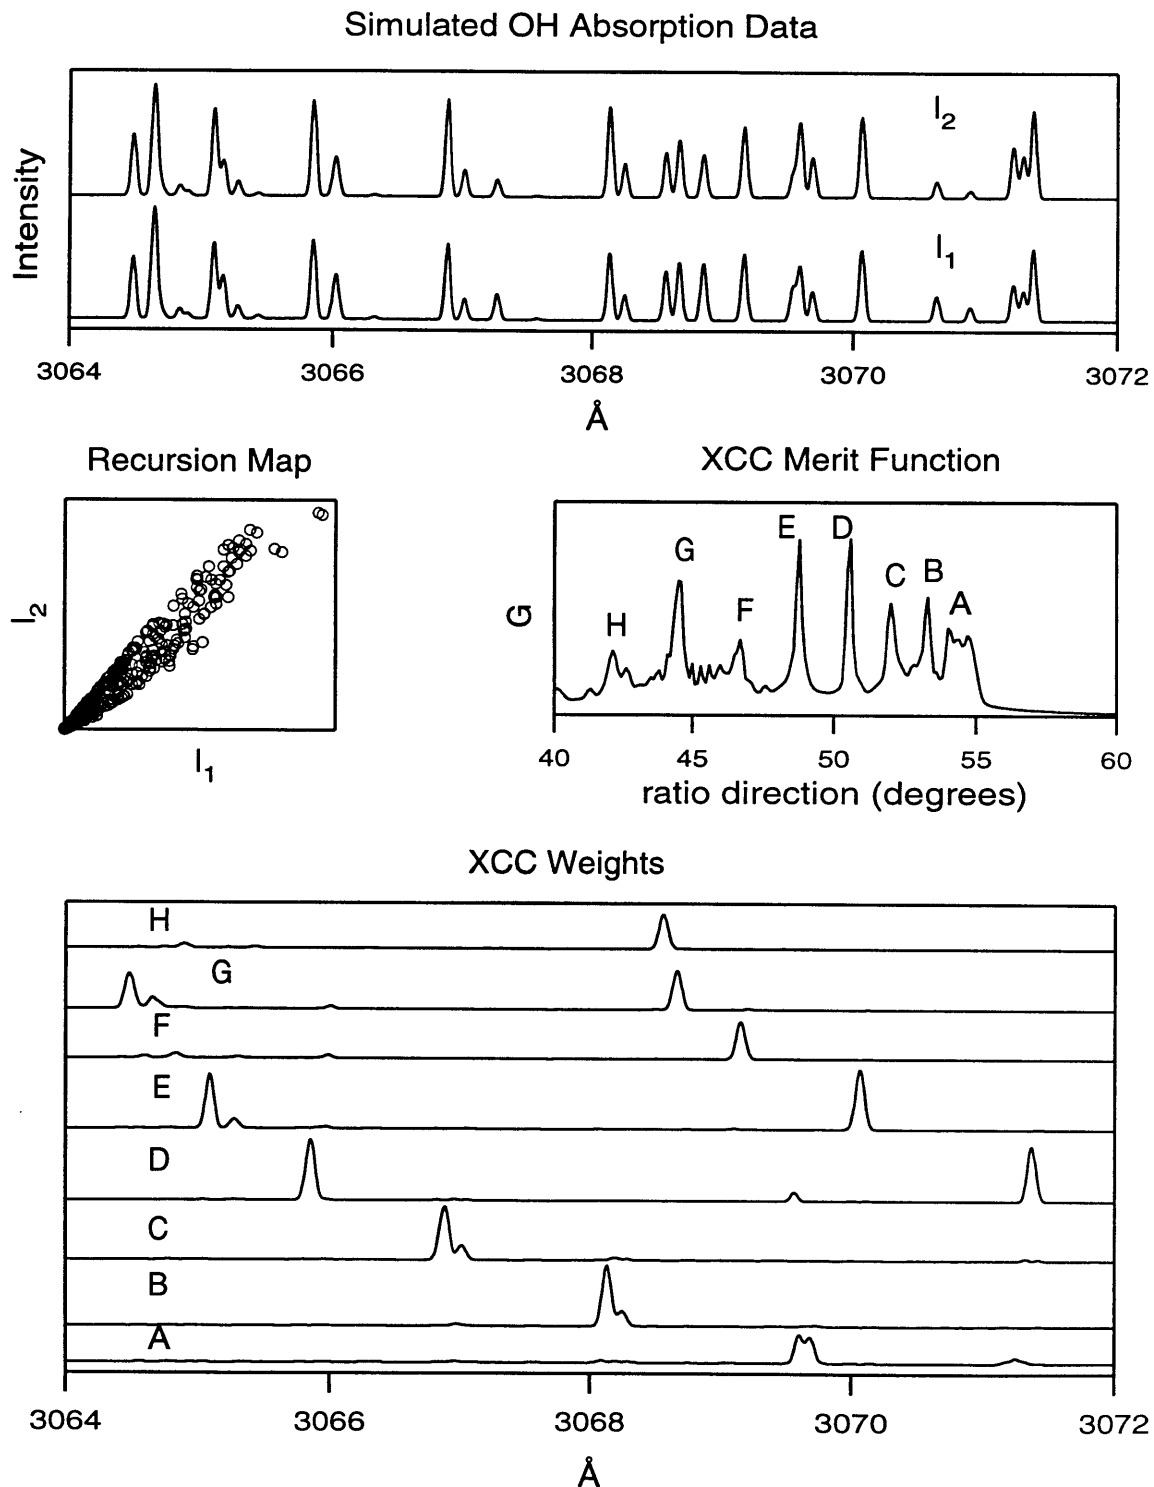 Simulated OH Absorption Data
Intensity
I2
I1
3064 3066 3068 3070 3072
Å
Recursion Map
I2
I1
XCC Merit Function
G
H G F E D C B A
40 45 50 55 60
ratio direction (degrees)
XCC Weights
H
G
F
E
D
C
B
A
3064 3066 3068 3070 3072
Å